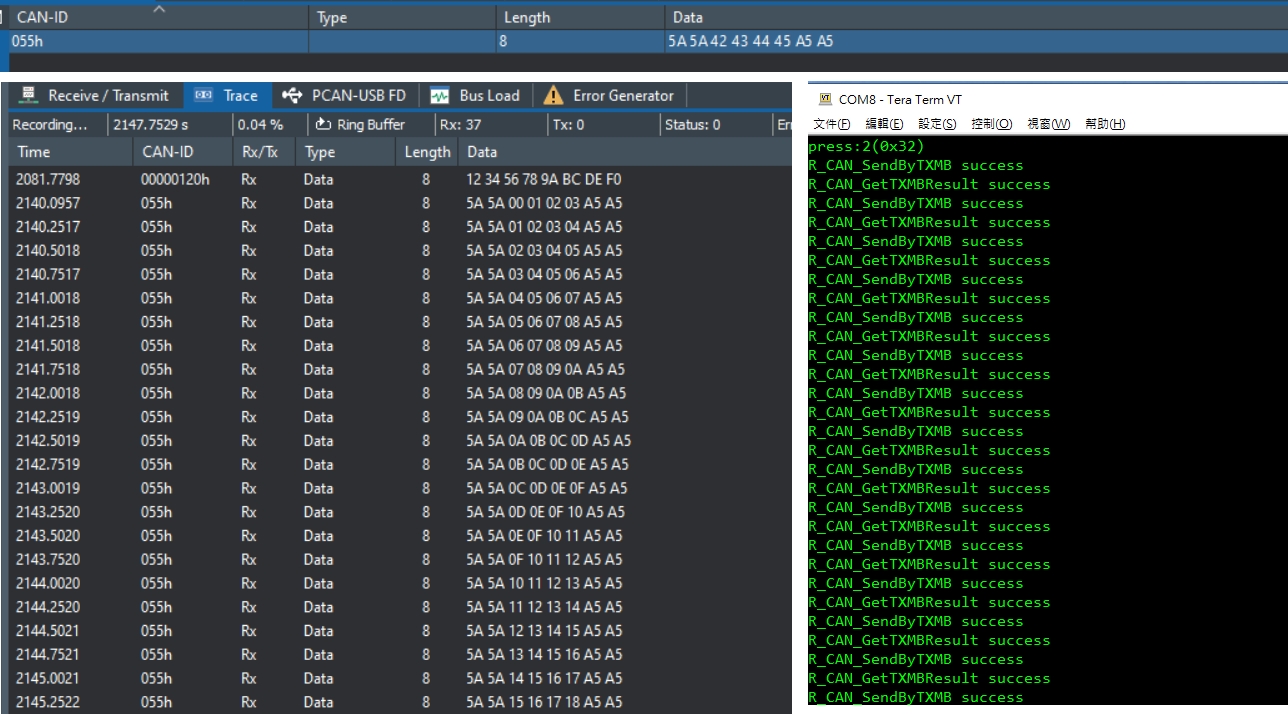 CAN-ID Type Length Data
055h 8 5A 5A 42 43 44 45 A5 A5
Receive / Transmit Trace PCAN-USB FD Bus Load Error Generator
Recording... 2147.7529 s 0.04 % Ring Buffer Rx: 37 Tx: 0 Status: 0
Time CAN-ID Rx/Tx Type Length Data
2081.7798 00000120h Rx Data 8 12 34 56 78 9A BC DE F0
2140.0957 055h Rx Data 8 5A 5A 00 01 02 03 A5 A5
2140.2517 055h Rx Data 8 5A 5A 01 02 03 04 A5 A5
2140.5018 055h Rx Data 8 5A 5A 02 03 04 05 A5 A5
2140.7517 055h Rx Data 8 5A 5A 03 04 05 06 A5 A5
2141.0018 055h Rx Data 8 5A 5A 04 05 06 07 A5 A5
2141.2518 055h Rx Data 8 5A 5A 05 06 07 08 A5 A5
2141.5018 055h Rx Data 8 5A 5A 06 07 08 09 A5 A5
2141.7518 055h Rx Data 8 5A 5A 07 08 09 0A A5 A5
2142.0018 055h Rx Data 8 5A 5A 08 09 0A 0B A5 A5
2142.2519 055h Rx Data 8 5A 5A 09 0A 0B 0C A5 A5
2142.5019 055h Rx Data 8 5A 5A 0A 0B 0C 0D A5 A5
2142.7519 055h Rx Data 8 5A 5A 0B 0C 0D 0E A5 A5
2143.0019 055h Rx Data 8 5A 5A 0C 0D 0E 0F A5 A5
2143.2520 055h Rx Data 8 5A 5A 0D 0E 0F 10 A5 A5
2143.5020 055h Rx Data 8 5A 5A 0E 0F 10 11 A5 A5
2143.7520 055h Rx Data 8 5A 5A 0F 10 11 12 A5 A5
2144.0020 055h Rx Data 8 5A 5A 10 11 12 13 A5 A5
2144.2520 055h Rx Data 8 5A 5A 11 12 13 14 A5 A5
2144.5021 055h Rx Data 8 5A 5A 12 13 14 15 A5 A5
2144.7521 055h Rx Data 8 5A 5A 13 14 15 16 A5 A5
2145.0021 055h Rx Data 8 5A 5A 14 15 16 17 A5 A5
2145.2522 055h Rx Data 8 5A 5A 15 16 17 18 A5 A5
COM8 - Tera Term VT
文件(F) 編輯(E) 設定(S) 控制(O) 視窗(W) 幫助(H)
press:2(0x32)
R_CAN_SendByTXMB success
R_CAN_GetTXMBResult success
R_CAN_SendByTXMB success
R_CAN_GetTXMBResult success
R_CAN_SendByTXMB success
R_CAN_GetTXMBResult success
R_CAN_SendByTXMB success
R_CAN_GetTXMBResult success
R_CAN_SendByTXMB success
R_CAN_GetTXMBResult success
R_CAN_SendByTXMB success
R_CAN_GetTXMBResult success
R_CAN_SendByTXMB success
R_CAN_GetTXMBResult success
R_CAN_SendByTXMB success
R_CAN_GetTXMBResult success
R_CAN_SendByTXMB success
R_CAN_GetTXMBResult success
R_CAN_SendByTXMB success
R_CAN_GetTXMBResult success
R_CAN_SendByTXMB success
R_CAN_GetTXMBResult success
R_CAN_SendByTXMB success
R_CAN_GetTXMBResult success
R_CAN_SendByTXMB success
R_CAN_GetTXMBResult success
R_CAN_SendByTXMB success
R_CAN_GetTXMBResult success
R_CAN_SendByTXMB success